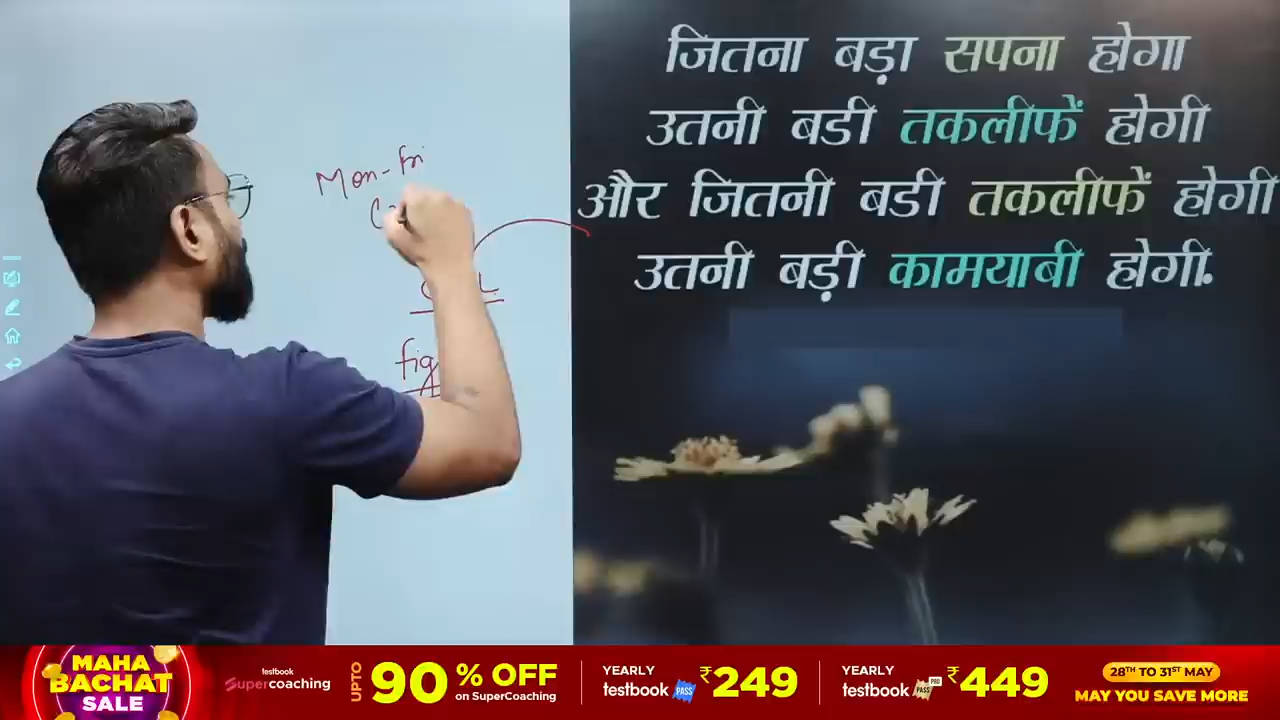 जितना बड़ा सपना होगा
उतनी बडी तकलीफें होगी
और जितनी बडी तकलीफें होगी
उतनी बड़ी कामयाबी होगी.
Mon-fri
fig
MAHA
BACHAT
SALE
testbook
Supercoaching
UPTO
90% OFF
on SuperCoaching
YEARLY
testbook PASS
₹249
YEARLY
testbook PASS PRO
₹449
28TH TO 31ST MAY
MAY YOU SAVE MORE